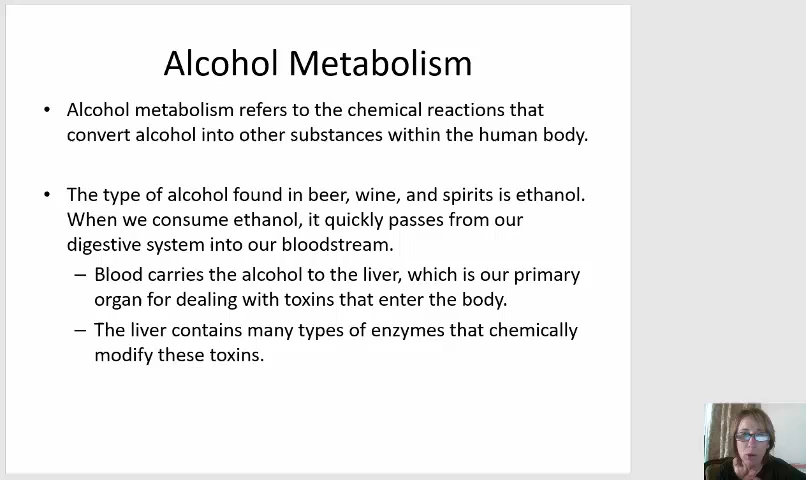 Alcohol Metabolism
• Alcohol metabolism refers to the chemical reactions that
convert alcohol into other substances within the human body.
• The type of alcohol found in beer, wine, and spirits is ethanol.
When we consume ethanol, it quickly passes from our
digestive system into our bloodstream.
– Blood carries the alcohol to the liver, which is our primary
organ for dealing with toxins that enter the body.
– The liver contains many types of enzymes that chemically
modify these toxins.